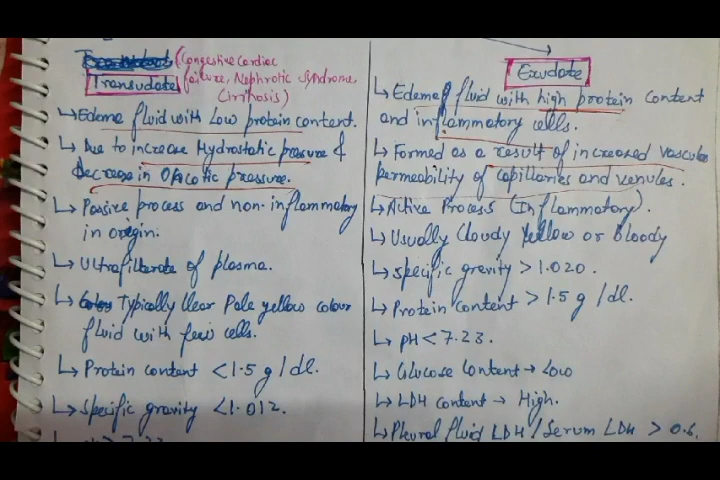 (Congestive Cardiac
Transudate failure, Nephrotic Syndrome,
Cirrhosis)
↳ Edema fluid with Low protein content.
↳ Due to increase Hydrostatic pressure &
decrease in Oncotic pressure.
↳ Passive process and non-inflammatory
in origin.
↳ Ultrafilterate of plasma.
↳ Typically clear Pale yellow colour
fluid with few cells.
↳ Protein content <1.5 g/dl.
↳ Specific gravity <1.012.
Exudate
↳ Edema fluid with high protein content
and inflammatory cells.
↳ Formed as a result of increased vascular
permeability of capillaries and venules.
↳ Active Process (Inflammatory).
↳ Usually Cloudy yellow or bloody
↳ specific gravity >1.020.
↳ Protein content >1.5 g/dl.
↳ pH <7.23.
↳ Glucose Content → Low
↳ LDH content → High.
↳ Pleural fluid LDH / Serum LDH > 0.6.